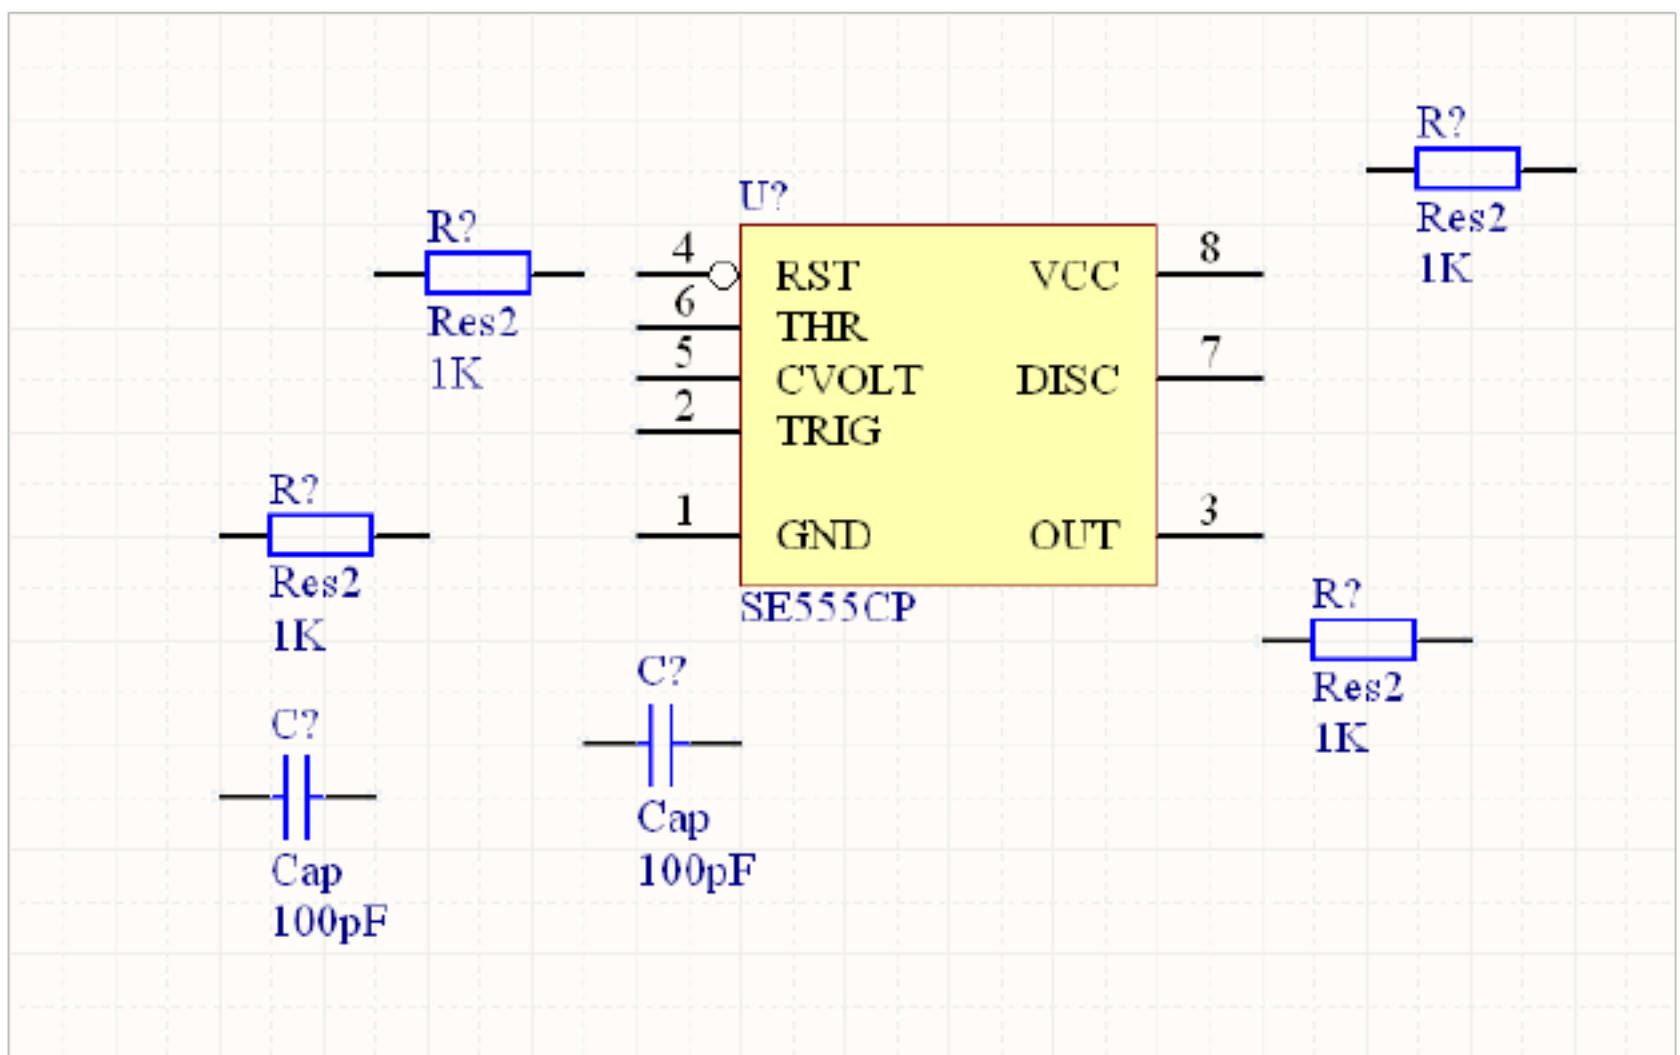 R?
Res2
1K
U?
R?
Res2
1K
4
RST
VCC
8
6
THR
5
CVOLT
DISC
7
2
TRIG
1
GND
OUT
3
SE555CP
R?
Res2
1K
R?
Res2
1K
C?
Cap
100pF
C?
Cap
100pF